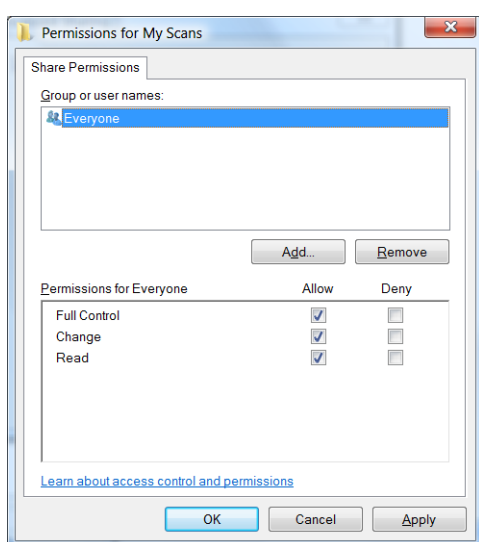 Permissions for My Scans
Share Permissions
Group or user names:
Everyone
Add... Remove
Permissions for Everyone Allow Deny
Full Control
Change
Read
Learn about access control and permissions
OK Cancel Apply